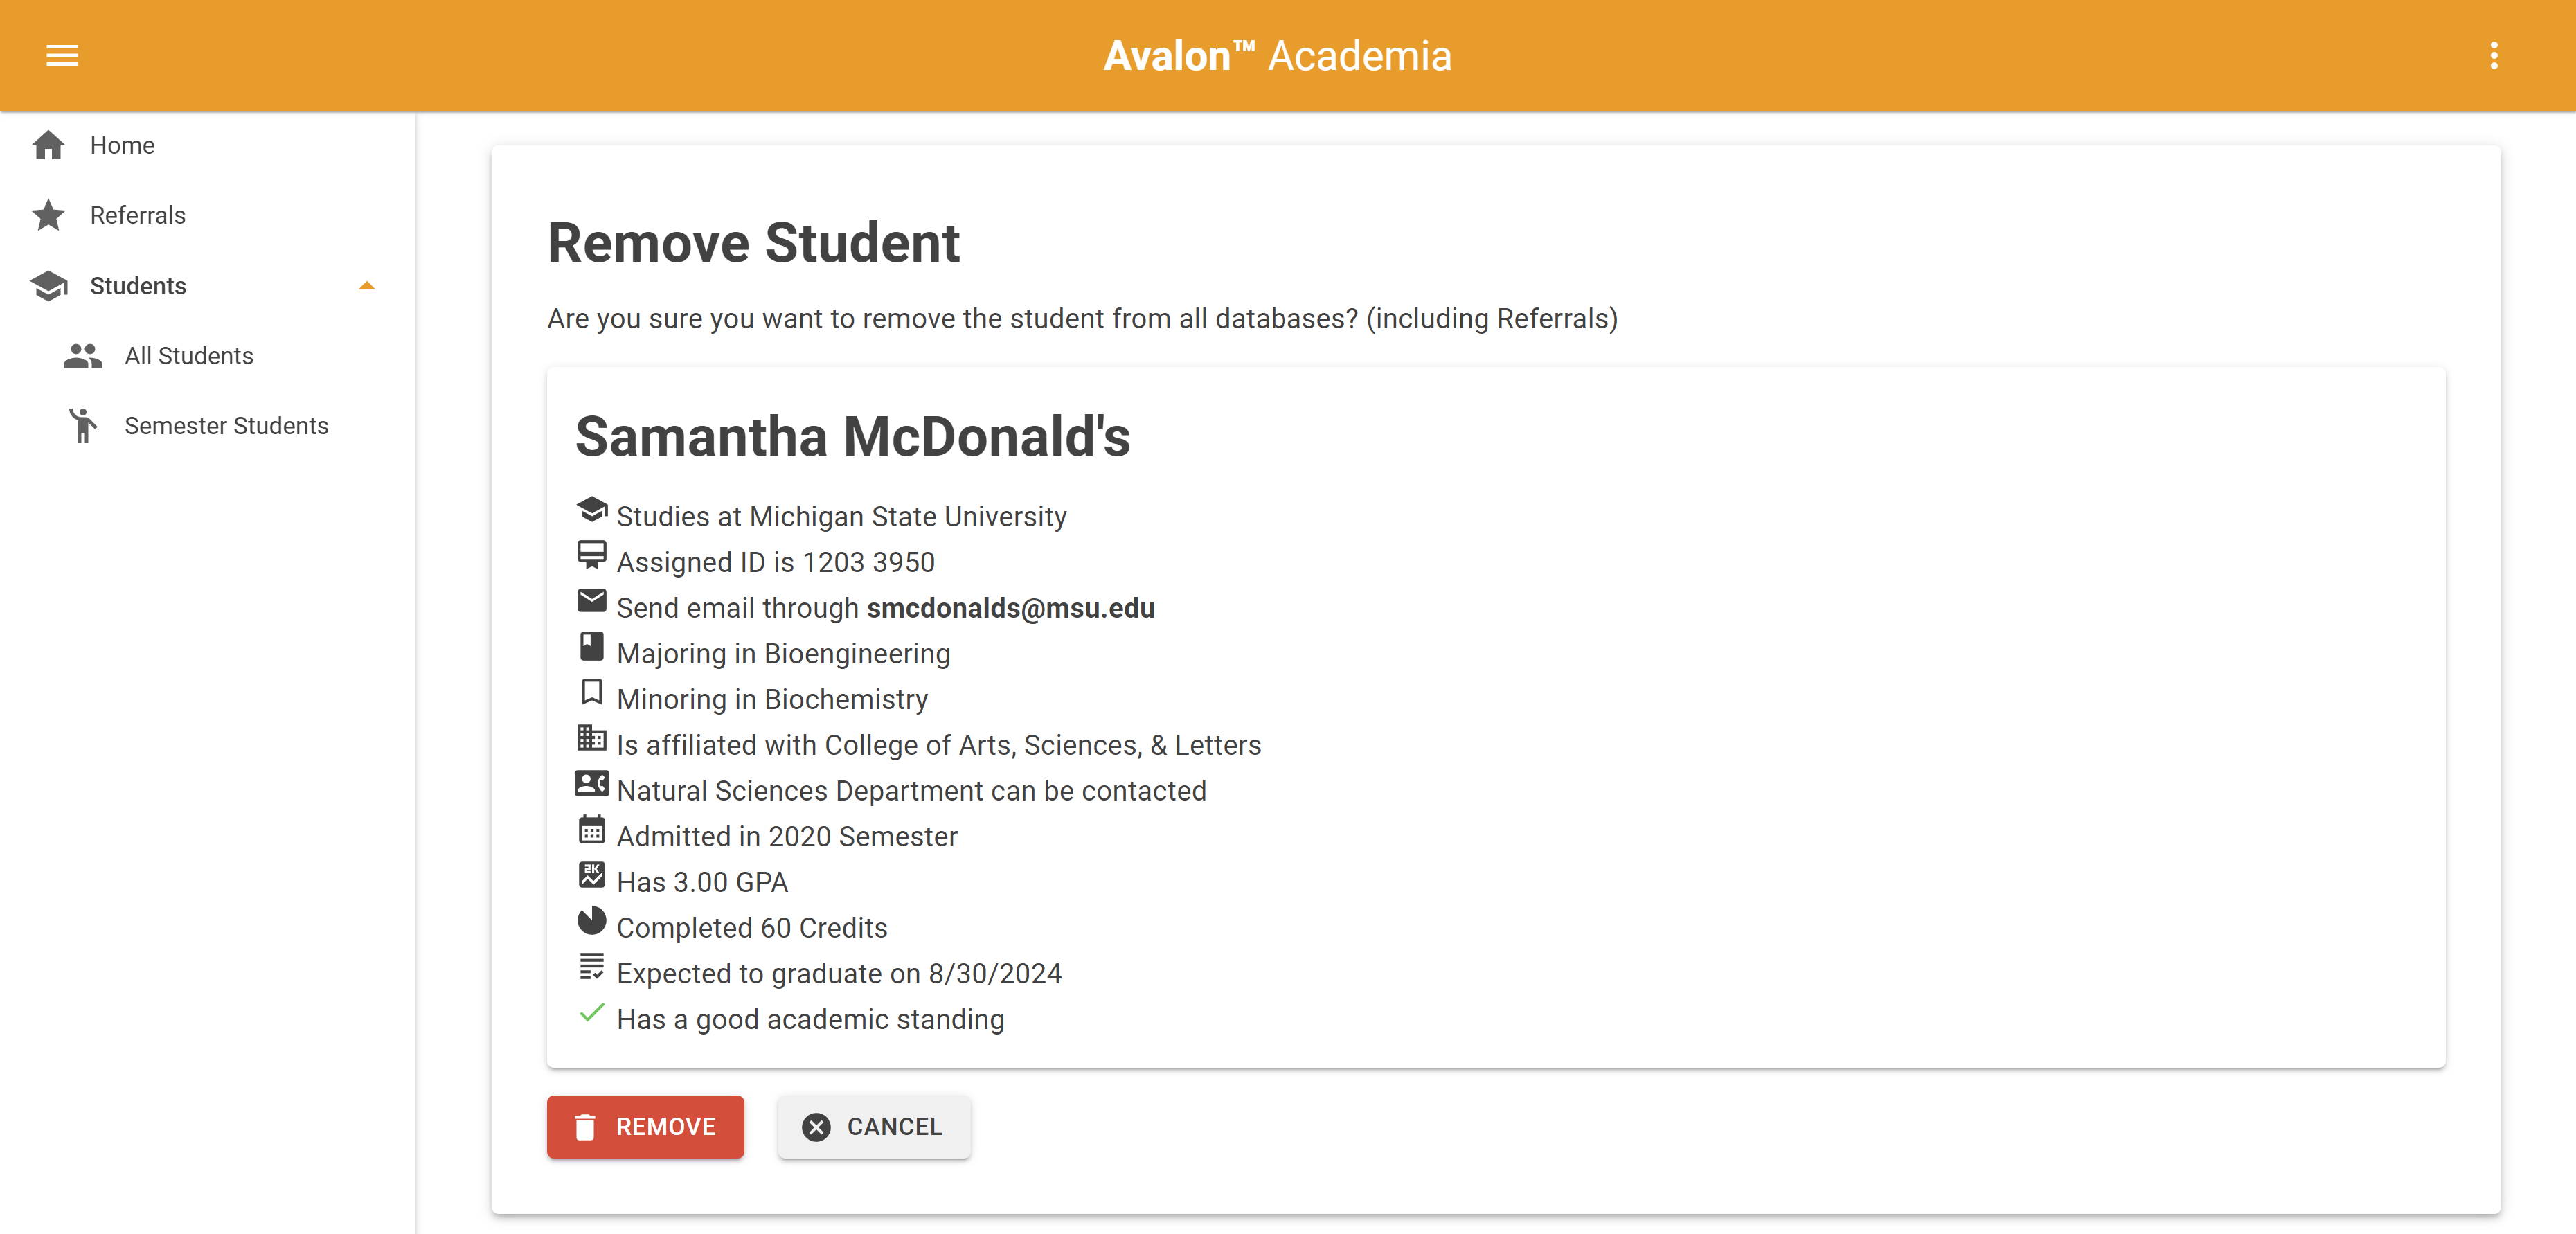 Avalon™ Academia
Home
Referrals
Students
All Students
Semester Students
Remove Student
Are you sure you want to remove the student from all databases? (including Referrals)
Samantha McDonald's
Studies at Michigan State University
Assigned ID is 1203 3950
Send email through smcdonalds@msu.edu
Majoring in Bioengineering
Minoring in Biochemistry
Is affiliated with College of Arts, Sciences, & Letters
Natural Sciences Department can be contacted
Admitted in 2020 Semester
2K
Has 3.00 GPA
Completed 60 Credits
Expected to graduate on 8/30/2024
Has a good academic standing
REMOVE
CANCEL